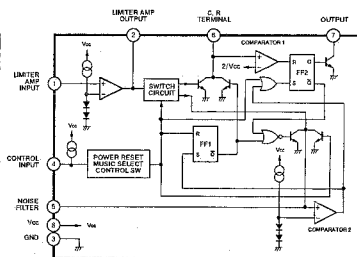 LIMITER AMP OUTPUT
C, R TERMINAL
OUTPUT
2
6
7
Vcc
COMPARATOR 1
LIMITER AMP INPUT
1
SWITCH CIRCUIT
2/Vcc
R Q
FF2
S Q̅
Vcc
R
FF1
S Q̅
Vcc
CONTROL INPUT
4
POWER RESET MUSIC SELECT CONTROL SW
NOISE FILTER
5
Vcc
8
Vcc
GND
3
COMPARATOR 2